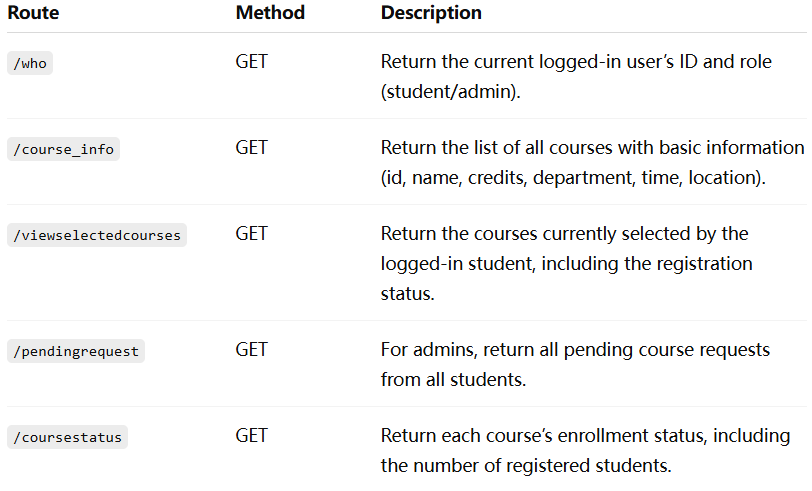 Route Method Description
/who GET Return the current logged-in user’s ID and role
(student/admin).
/course_info GET Return the list of all courses with basic information
(id, name, credits, department, time, location).
/viewselectedcourses GET Return the courses currently selected by the
logged-in student, including the registration
status.
/pendingrequest GET For admins, return all pending course requests
from all students.
/coursestatus GET Return each course’s enrollment status, including
the number of registered students.